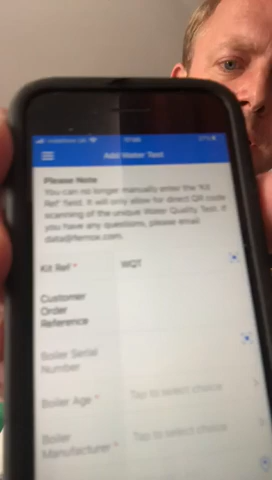 Add Water Test
Please Note
You can no longer manually enter the 'Kit
Ref' field. It will only allow for direct QR code
scanning of the unique Water Quality Test. If
you have any questions, please email
data@fernox.com.
Kit Ref * WQT
Customer
Order
Reference
Boiler Serial
Number
Boiler Age * Tap to select choice
Boiler
Manufacturer * Tap to select choice